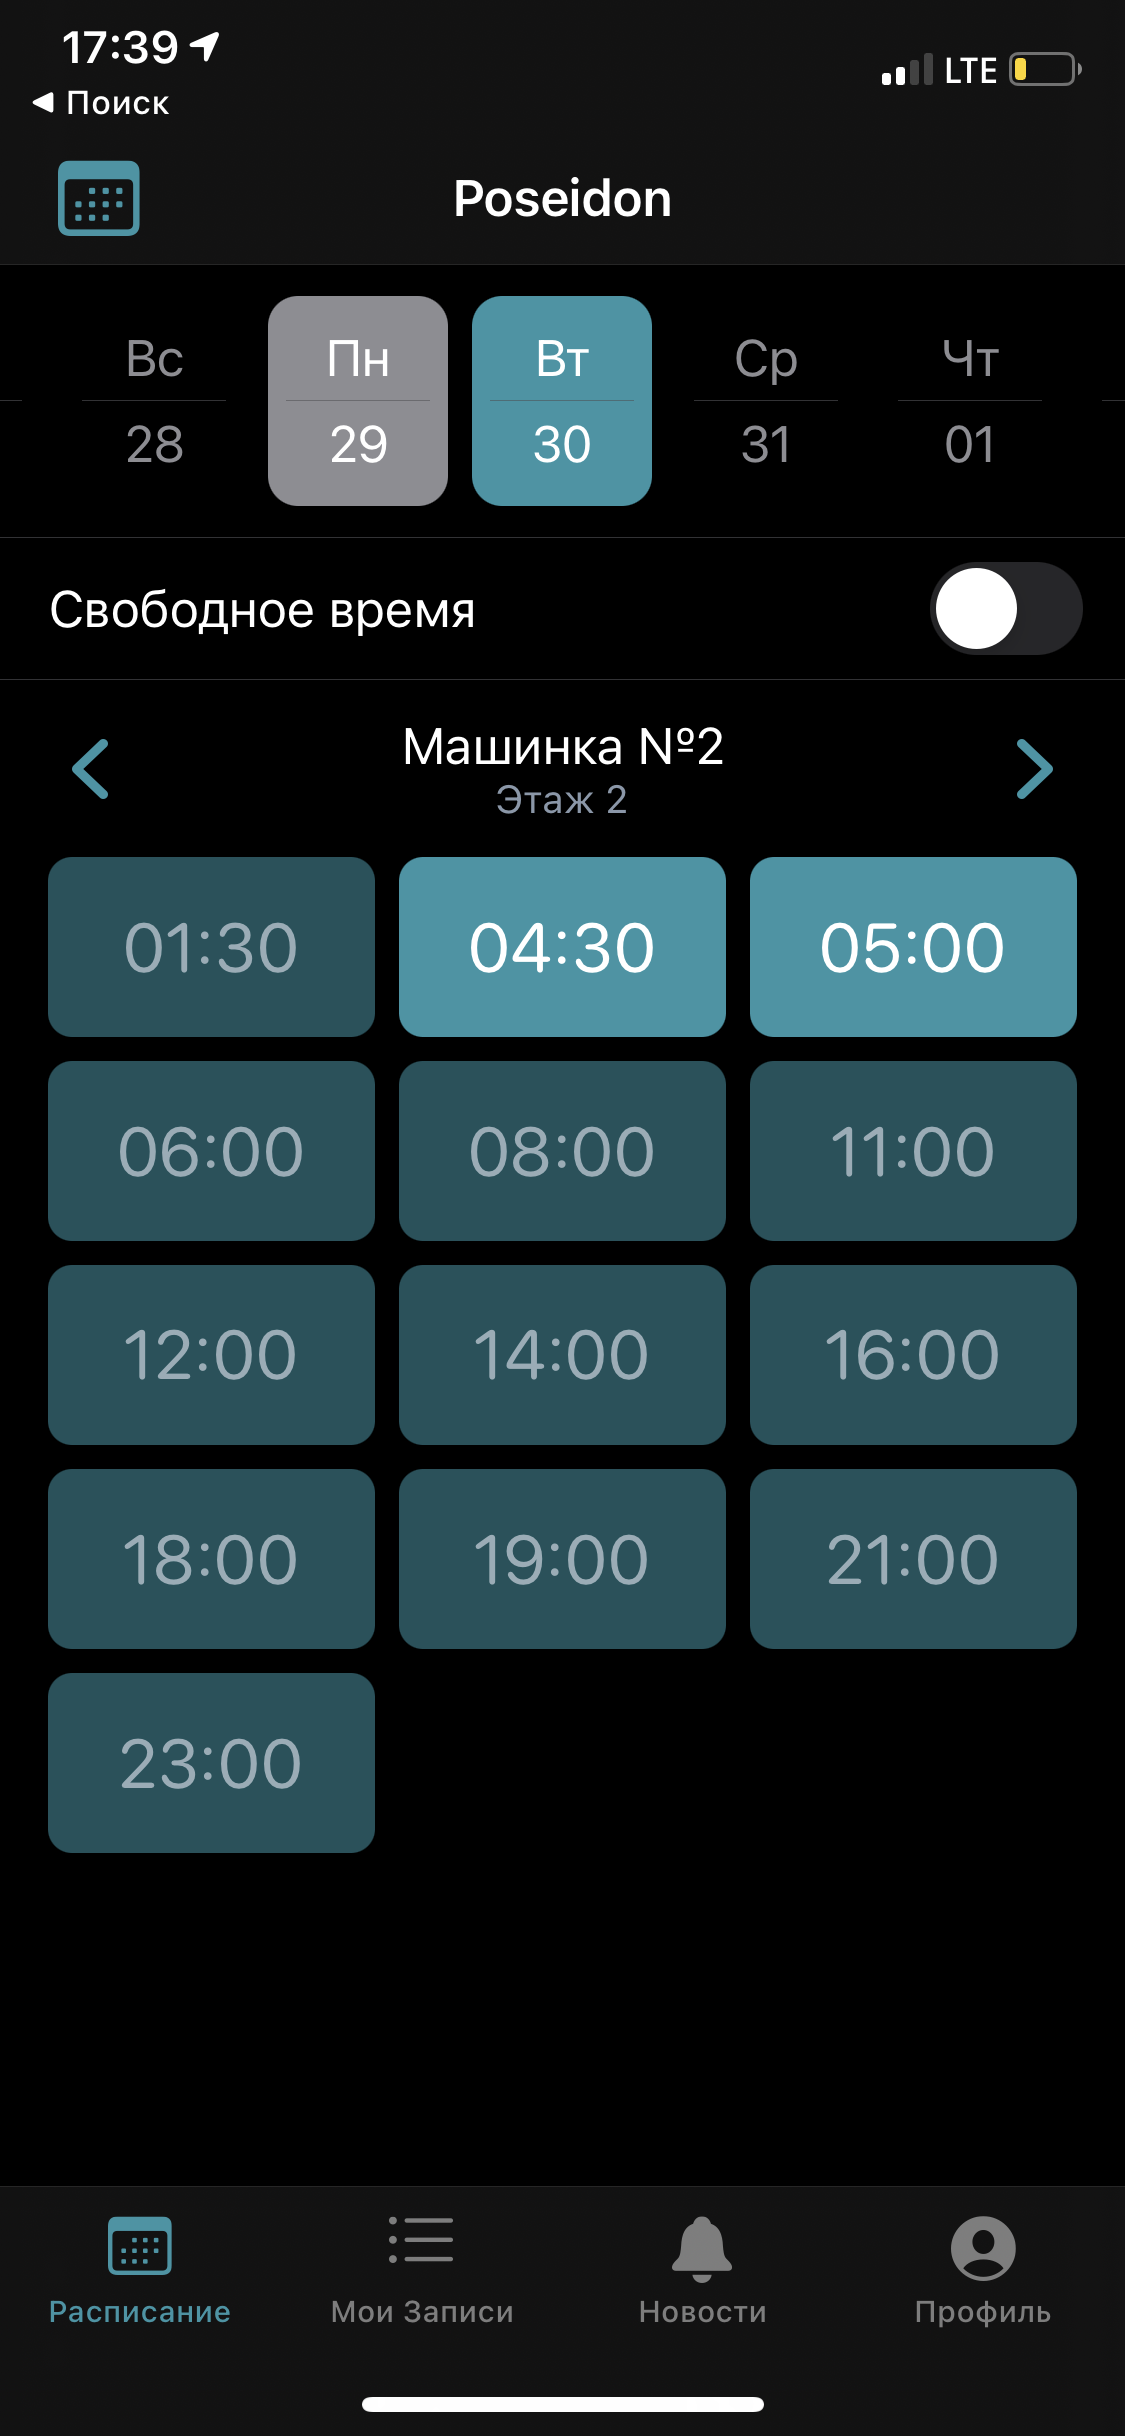 17:39
◀ Поиск
LTE
Poseidon
Вс Пн Вт Ср Чт
28 29 30 31 01
Свободное время
Машинка №2
Этаж 2
01:30 04:30 05:00
06:00 08:00 11:00
12:00 14:00 16:00
18:00 19:00 21:00
23:00
Расписание Мои Записи Новости Профиль